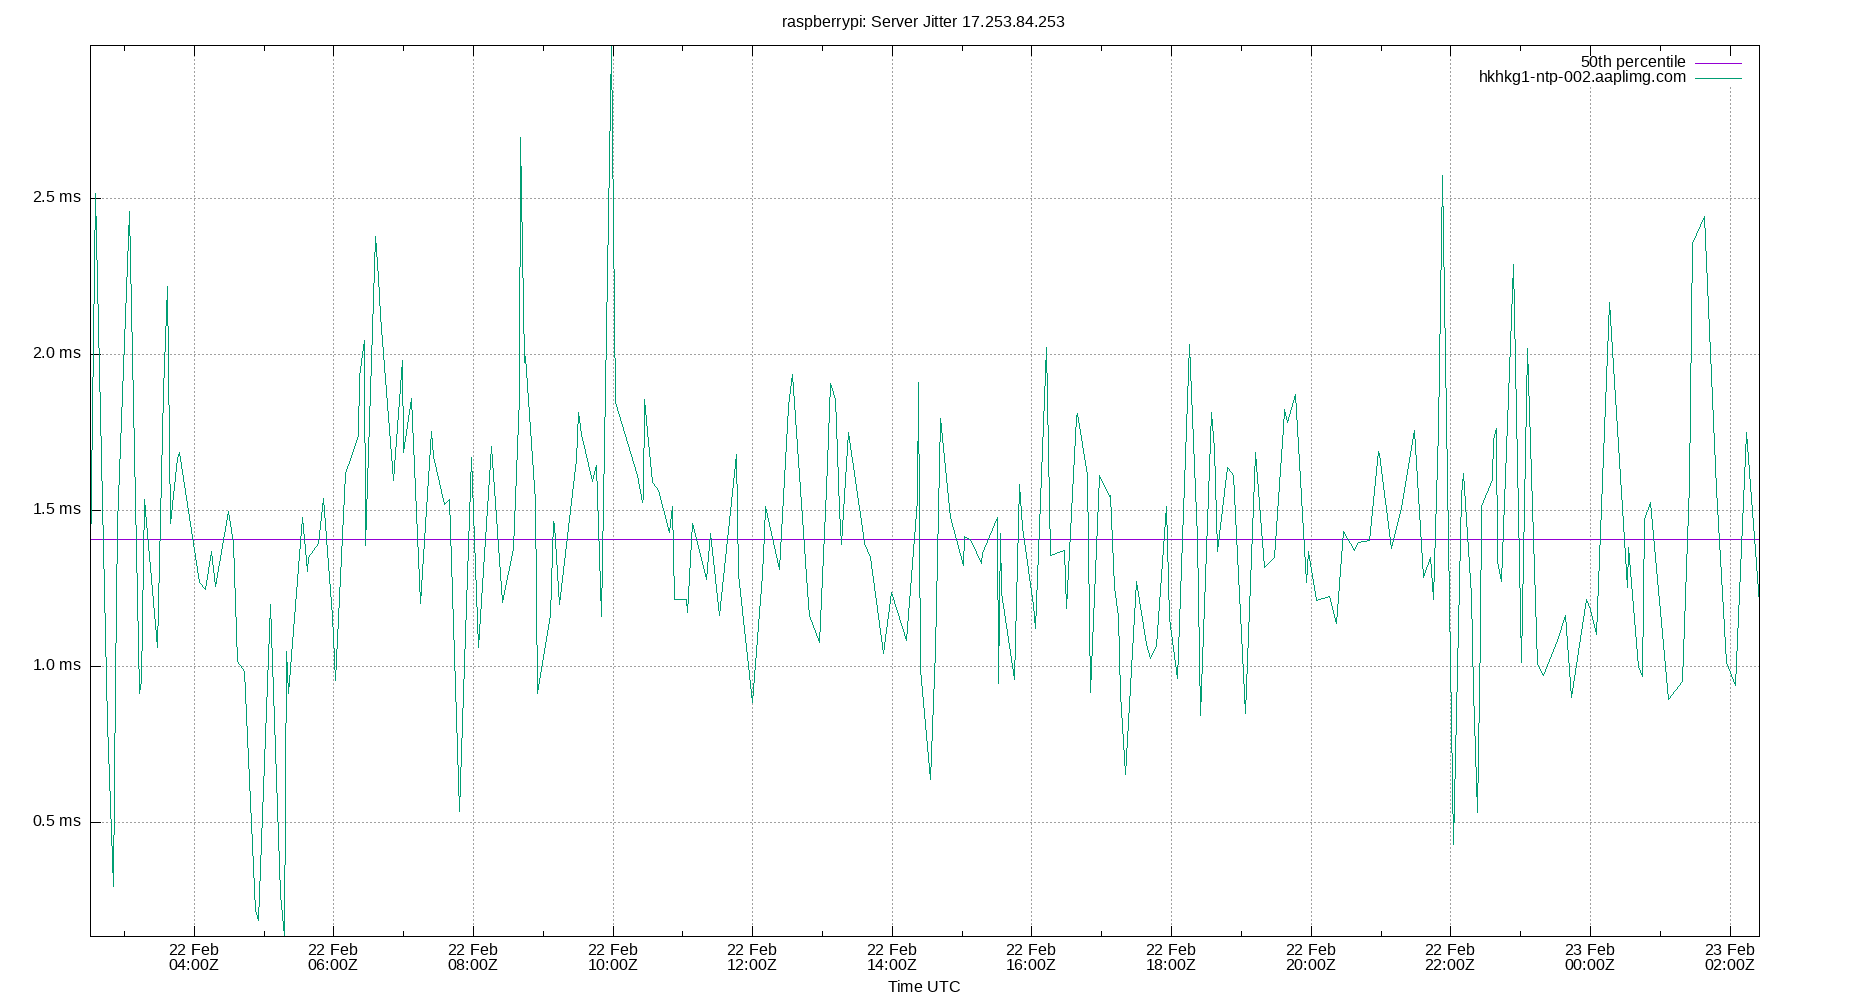 raspberrypi: Server Jitter 17.253.84.253
50th percentile
hkhkg1-ntp-002.aaplimg.com
2.5 ms
2.0 ms
1.5 ms
1.0 ms
0.5 ms
22 Feb 22 Feb 22 Feb 22 Feb 22 Feb 22 Feb 22 Feb 22 Feb 22 Feb 22 Feb 23 Feb 23 Feb
04:00Z 06:00Z 08:00Z 10:00Z 12:00Z 14:00Z 16:00Z 18:00Z 20:00Z 22:00Z 00:00Z 02:00Z
Time UTC